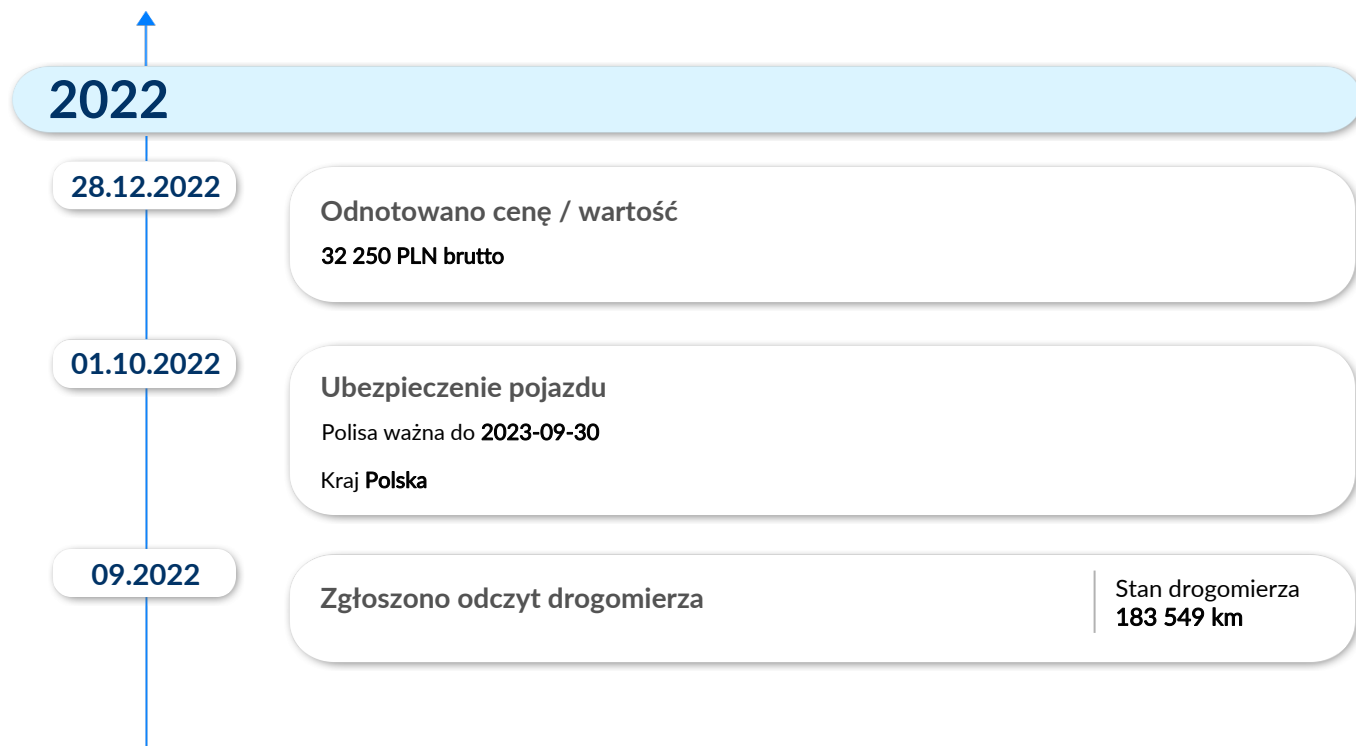 2022
28.12.2022
Odnotowano cenę / wartość
32 250 PLN brutto
01.10.2022
Ubezpieczenie pojazdu
Polisa ważna do 2023-09-30
Kraj Polska
09.2022
Zgłoszono odczyt drogomierza
Stan drogomierza
183 549 km